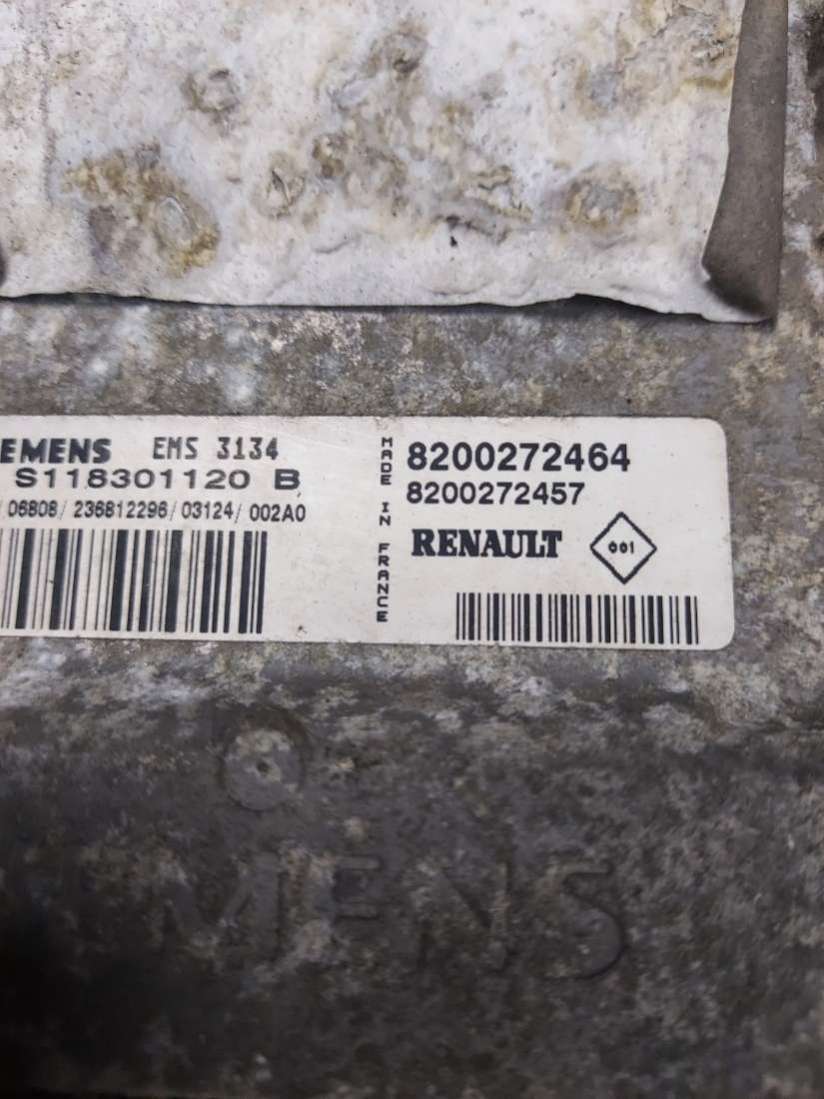 EMENS EMS 3134
S118301120 B
06808/ 236812296/ 03124/ 002A0
MADE IN FRANCE
8200272464
8200272457
RENAULT
001
MENS